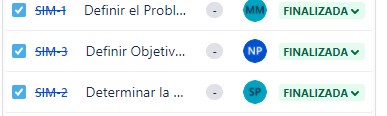 SIM-1 Definir el Probl... - MM FINALIZADA
SIM-3 Definir Objetiv... - NP FINALIZADA
SIM-2 Determinar la ... - SP FINALIZADA